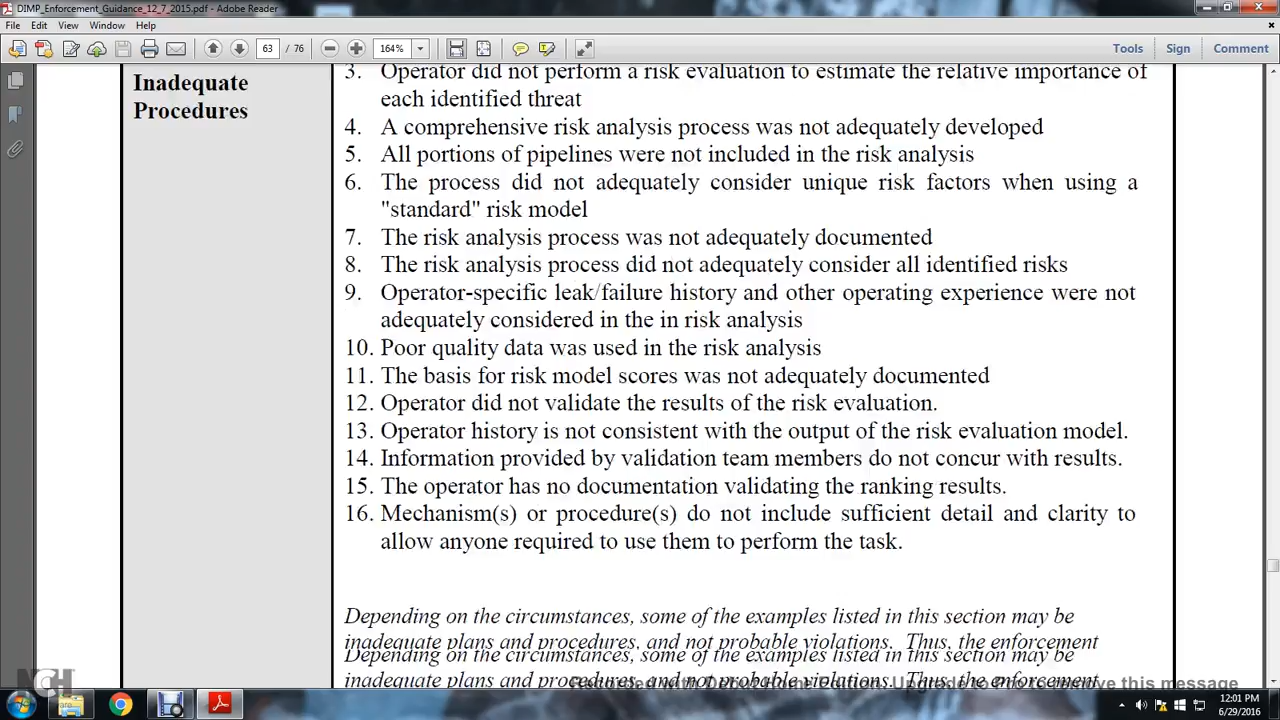 DIMP_Enforcement_Guidance_12_7_2015.pdf - Adobe Reader
File Edit View Window Help
63 / 76 164% Tools Sign Comment
Inadequate
Procedures
3. Operator did not perform a risk evaluation to estimate the relative importance of
each identified threat
4. A comprehensive risk analysis process was not adequately developed
5. All portions of pipelines were not included in the risk analysis
6. The process did not adequately consider unique risk factors when using a
"standard" risk model
7. The risk analysis process was not adequately documented
8. The risk analysis process did not adequately consider all identified risks
9. Operator-specific leak/failure history and other operating experience were not
adequately considered in the in risk analysis
10. Poor quality data was used in the risk analysis
11. The basis for risk model scores was not adequately documented
12. Operator did not validate the results of the risk evaluation.
13. Operator history is not consistent with the output of the risk evaluation model.
14. Information provided by validation team members do not concur with results.
15. The operator has no documentation validating the ranking results.
16. Mechanism(s) or procedure(s) do not include sufficient detail and clarity to
allow anyone required to use them to perform the task.
Depending on the circumstances, some of the examples listed in this section may be
inadequate plans and procedures, and not probable violations. Thus, the enforcement
Depending on the circumstances, some of the examples listed in this section may be
inadequate plans and procedures, and not probable violations. Thus, the enforcement
NCH
12:01 PM
6/29/2016